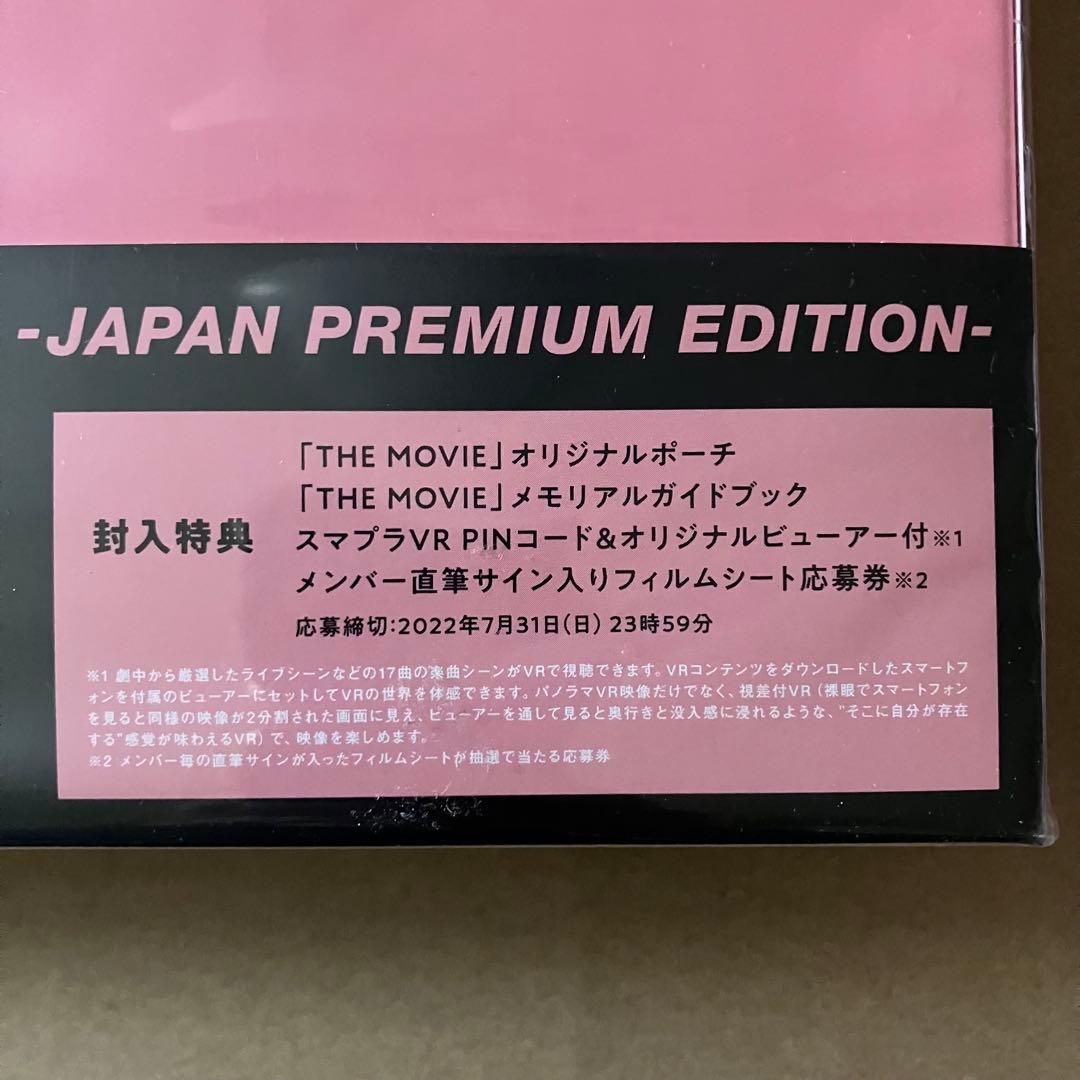 -JAPAN PREMIUM EDITION-
封入特典
「THE MOVIE」オリジナルポーチ
「THE MOVIE」メモリアルガイドブック
スマプラVR PINコード&オリジナルビューアー付※1
メンバー直筆サイン入りフィルムシート応募券※2
応募締切:2022年7月31日(日) 23時59分
※1 劇中から厳選したライブシーンなどの17曲の楽曲シーンがVRで視聴できます。VRコンテンツをダウンロードしたスマートフ
ォンを付属のビューアーにセットしてVRの世界を体感できます。パノラマVR映像だけでなく、視差付VR(裸眼でスマートフォン
を見ると同様の映像が2分割された画面に見え、ビューアーを通して見ると奥行きと没入感に浸れるような、"そこに自分が存在
する"感覚が味わえるVR)で、映像を楽しめます。
※2 メンバー毎の直筆サインが入ったフィルムシートが抽選で当たる応募券